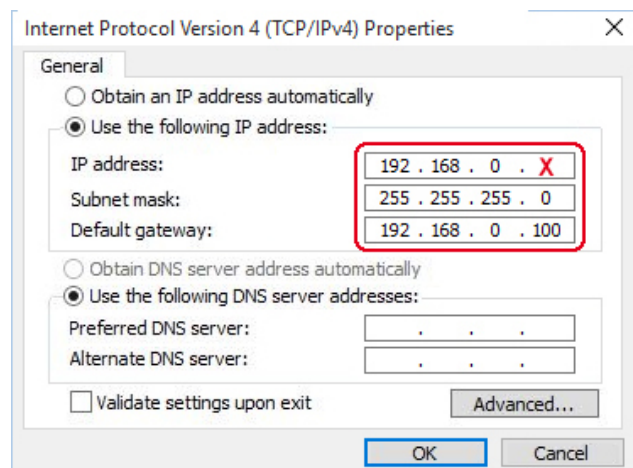 Internet Protocol Version 4 (TCP/IPv4) Properties
General
Obtain an IP address automatically
Use the following IP address:
IP address: 192 . 168 . 0 . X
Subnet mask: 255 . 255 . 255 . 0
Default gateway: 192 . 168 . 0 . 100
Obtain DNS server address automatically
Use the following DNS server addresses:
Preferred DNS server: . . .
Alternate DNS server: . . .
Validate settings upon exit
Advanced...
OK
Cancel